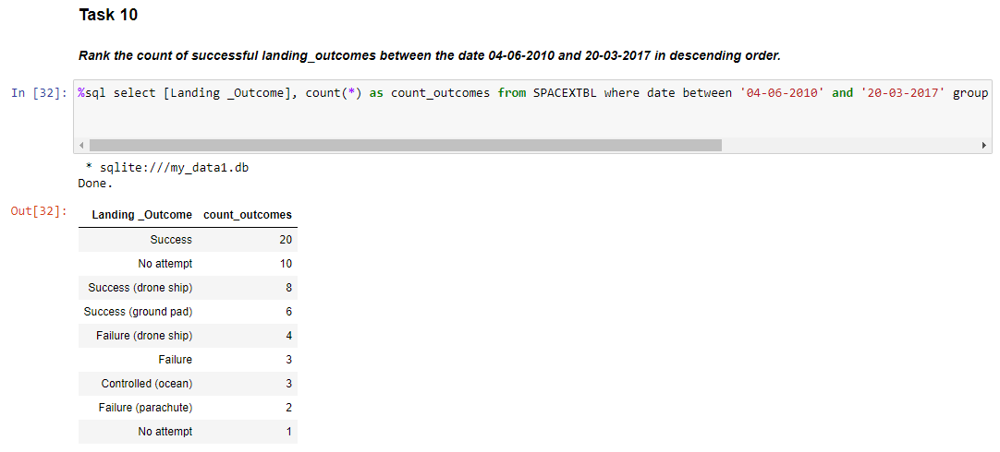 Task 10
Rank the count of successful landing_outcomes between the date 04-06-2010 and 20-03-2017 in descending order.
In [32]: %sql select [Landing _Outcome], count(*) as count_outcomes from SPACEXTBL where date between '04-06-2010' and '20-03-2017' group
* sqlite:///my_data1.db
Done.
Out[32]:
Landing _Outcome count_outcomes
Success 20
No attempt 10
Success (drone ship) 8
Success (ground pad) 6
Failure (drone ship) 4
Failure 3
Controlled (ocean) 3
Failure (parachute) 2
No attempt 1